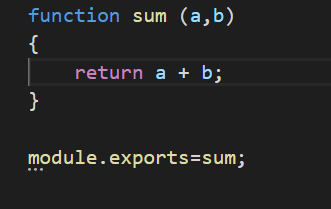 function sum (a,b)
{
    return a + b;
}
module.exports=sum;